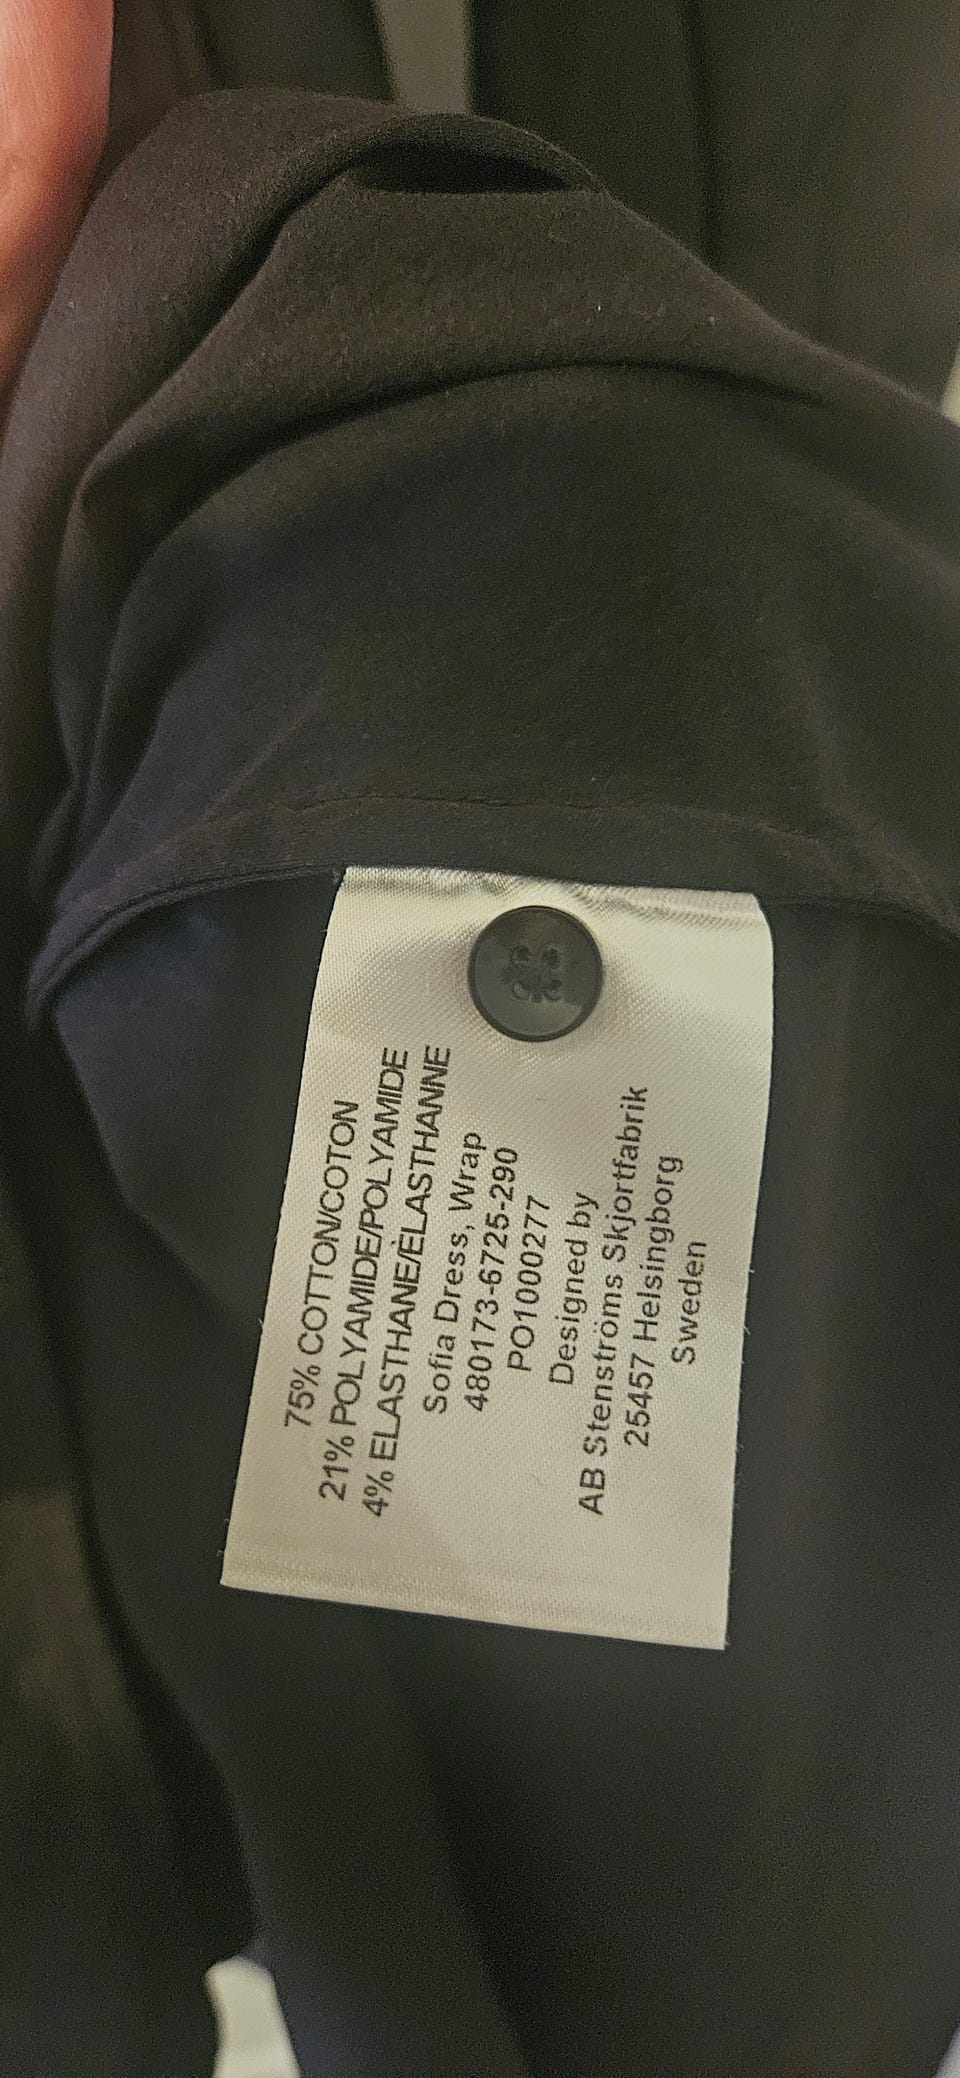 75% COTTON/COTON
21% POLYAMIDE/POLYAMIDE
4% ELASTHANE/ÉLASTHANNE
Sofia Dress, Wrap
480173-6725-290
PO1000277
Designed by
AB Stenströms Skjortfabrik
25457 Helsingborg
Sweden